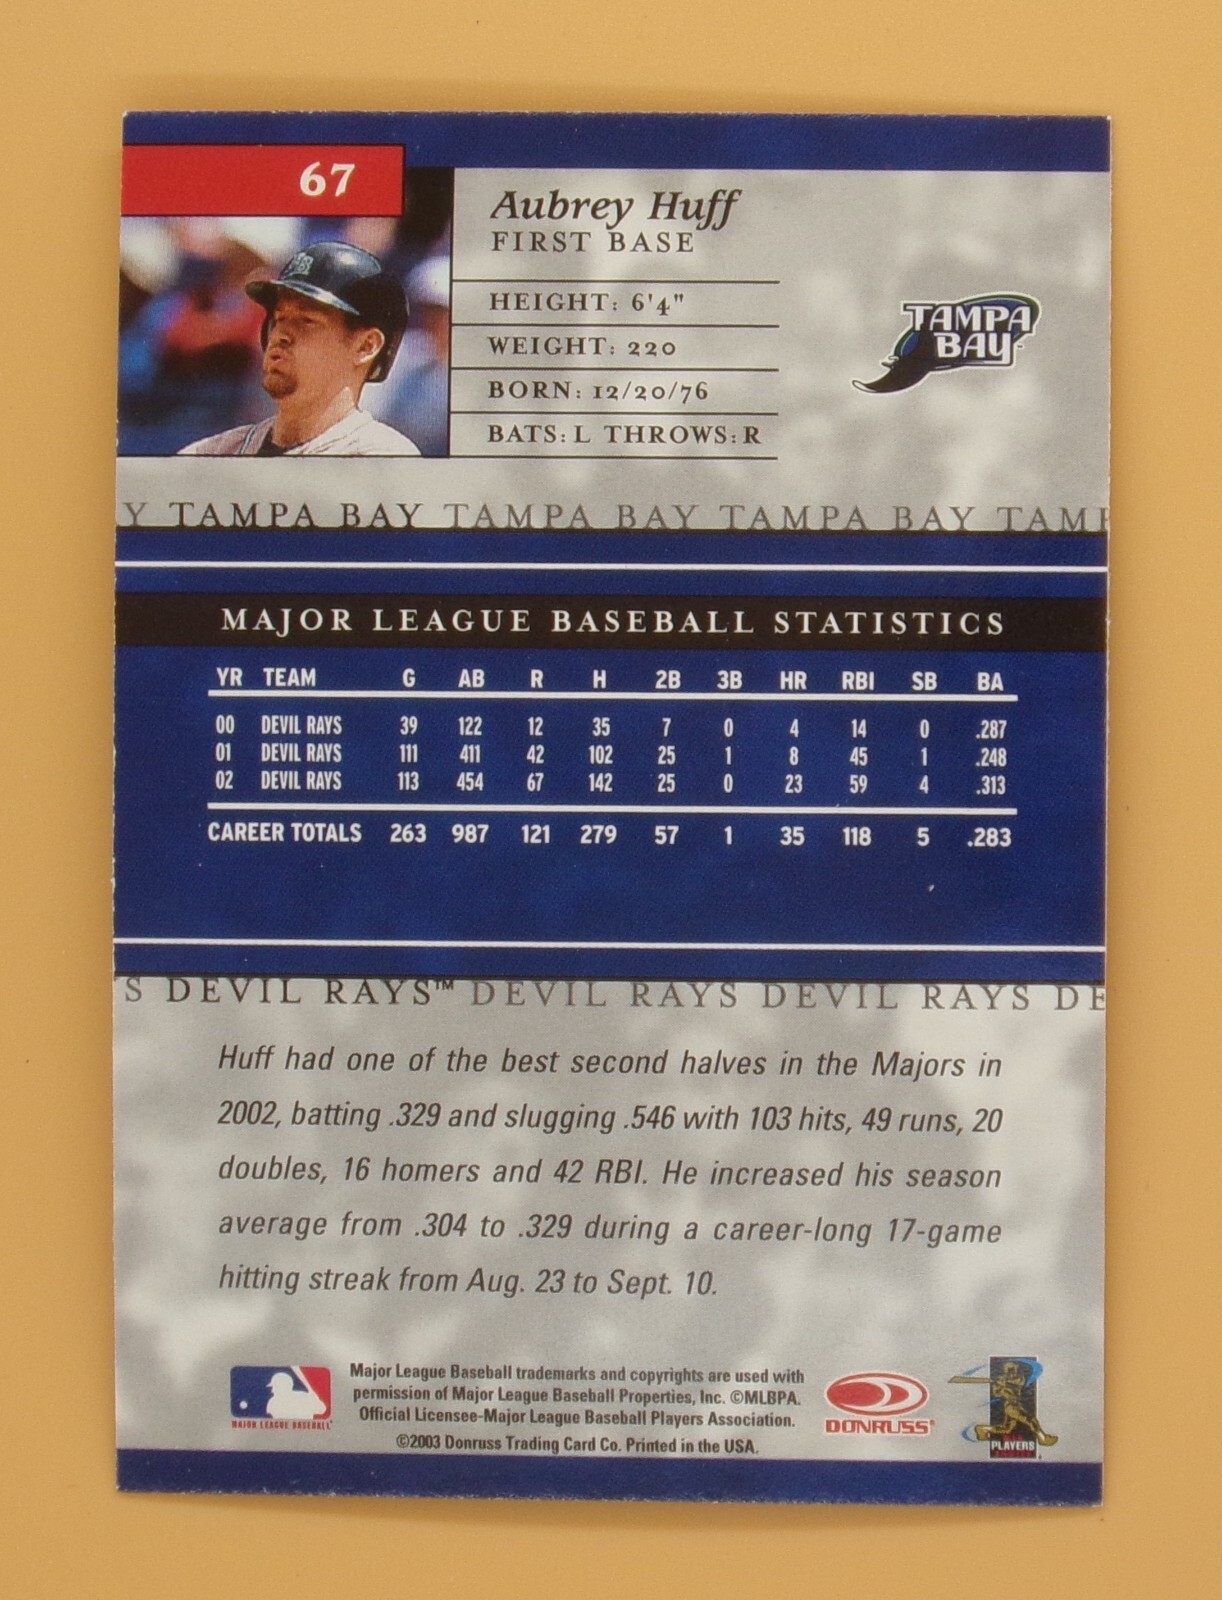 67
Aubrey Huff
FIRST BASE
HEIGHT: 6'4"
WEIGHT: 220
BORN: 12/20/76
BATS: L THROWS: R
TAMPA BAY
Y TAMPA BAY TAMPA BAY TAMPA BAY TAMP
MAJOR LEAGUE BASEBALL STATISTICS
YR TEAM G AB R H 2B 3B HR RBI SB BA
00 DEVIL RAYS 39 122 12 35 7 0 4 14 0 .287
01 DEVIL RAYS 111 411 42 102 25 1 8 45 1 .248
02 DEVIL RAYS 113 454 67 142 25 0 23 59 4 .313
CAREER TOTALS 263 987 121 279 57 1 35 118 5 .283
S DEVIL RAYS™ DEVIL RAYS DEVIL RAYS DE
Huff had one of the best second halves in the Majors in
2002, batting .329 and slugging .546 with 103 hits, 49 runs, 20
doubles, 16 homers and 42 RBI. He increased his season
average from .304 to .329 during a career-long 17-game
hitting streak from Aug. 23 to Sept. 10.
MAJOR LEAGUE BASEBALL
Major League Baseball trademarks and copyrights are used with
permission of Major League Baseball Properties, Inc. ©MLBPA.
Official Licensee-Major League Baseball Players Association.
©2003 Donruss Trading Card Co. Printed in the USA.
DONRUSS®
PLAYERS